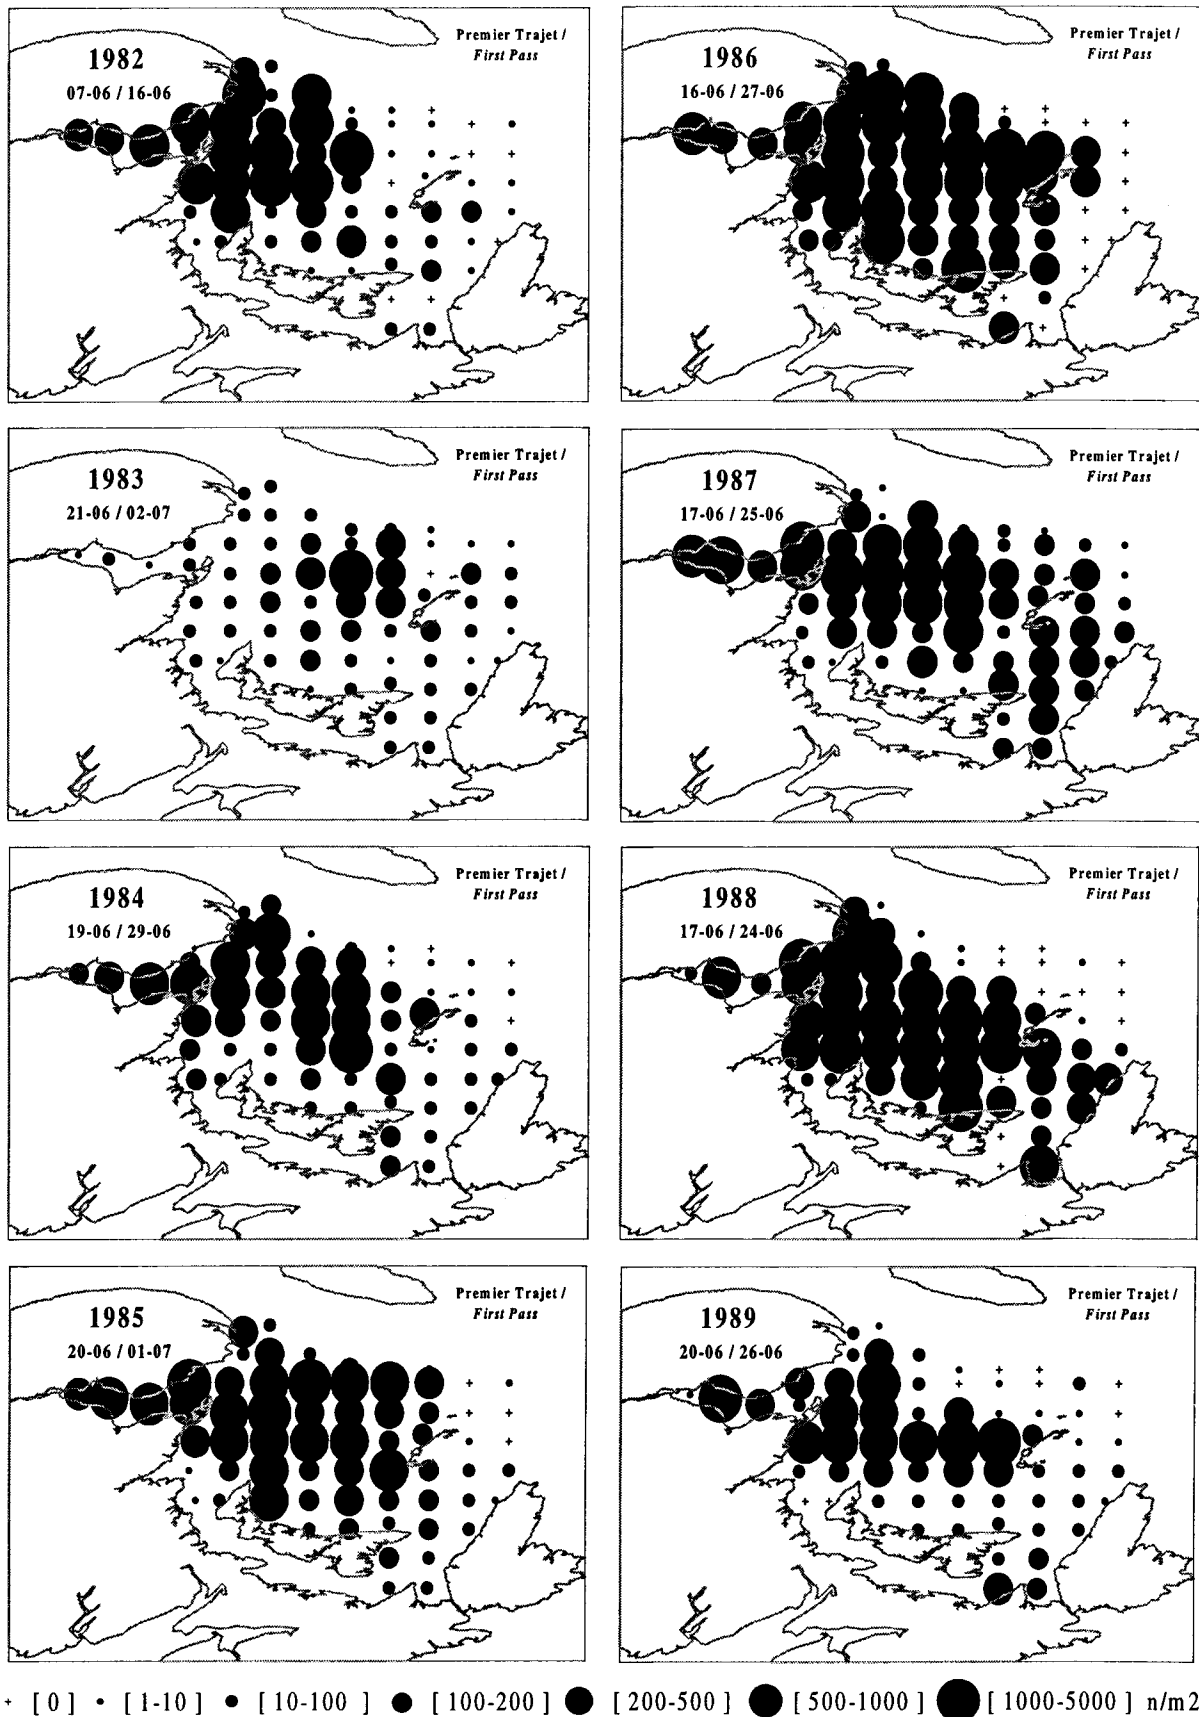 1982
07-06 / 16-06
Premier Trajet /
First Pass
1986
16-06 / 27-06
Premier Trajet /
First Pass
1983
21-06 / 02-07
Premier Trajet /
First Pass
1987
17-06 / 25-06
Premier Trajet /
First Pass
1984
19-06 / 29-06
Premier Trajet /
First Pass
1988
17-06 / 24-06
Premier Trajet /
First Pass
1985
20-06 / 01-07
Premier Trajet /
First Pass
1989
20-06 / 26-06
Premier Trajet /
First Pass
+ [ 0 ] • [ 1-10 ] ● [ 10-100 ] ● [ 100-200 ] ● [ 200-500 ] ● [ 500-1000 ] ● [ 1000-5000 ] n/m2